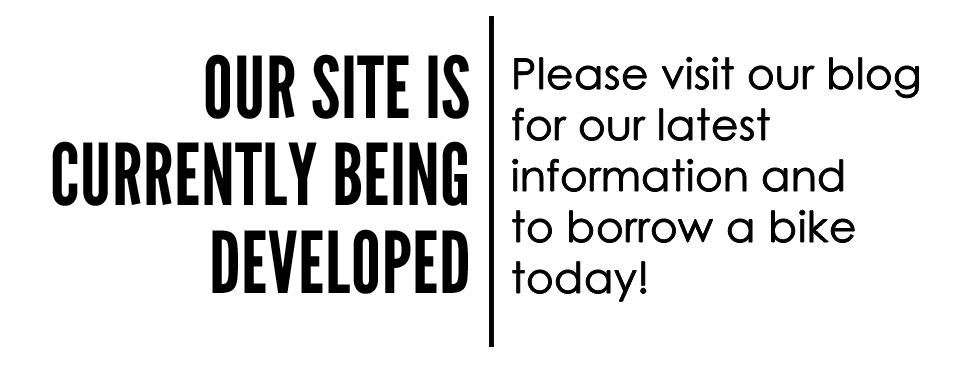 OUR SITE IS
CURRENTLY BEING
DEVELOPED
Please visit our blog
for our latest
information and
to borrow a bike
today!